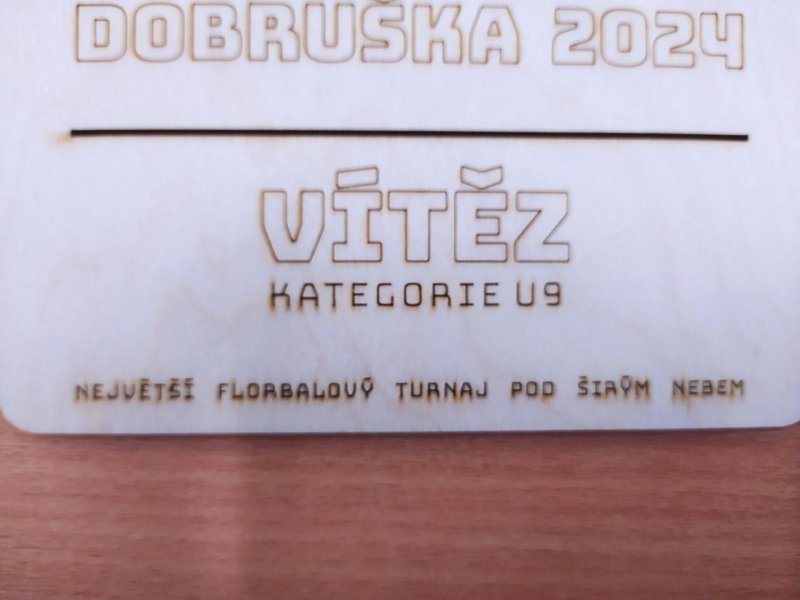 DOBRUŠKA 2024
VÍTĚZ
KATEGORIE U9
NEJVĚTŠÍ FLORBALOVÝ TURNAJ POD ŠIRÝM NEBEM